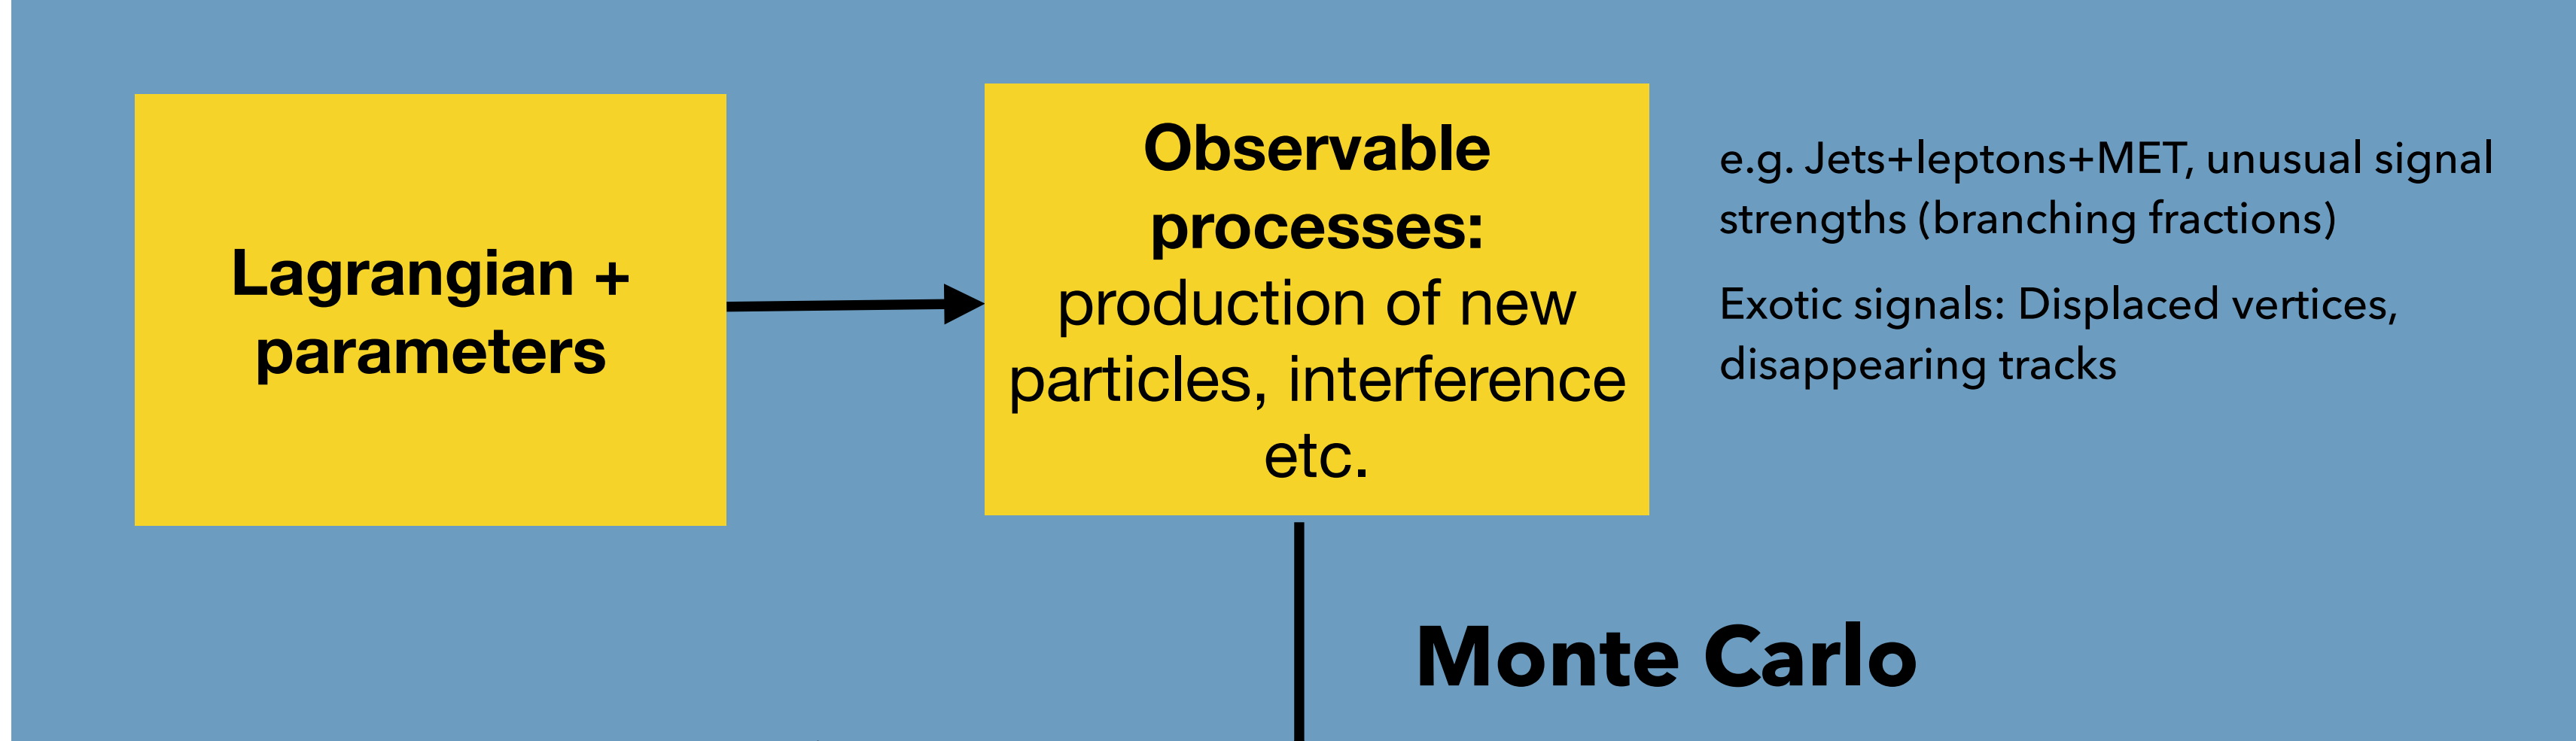 Lagrangian +
parameters
Observable
processes:
production of new
particles, interference
etc.
e.g. Jets+leptons+MET, unusual signal
strengths (branching fractions)
Exotic signals: Displaced vertices,
disappearing tracks
Monte Carlo